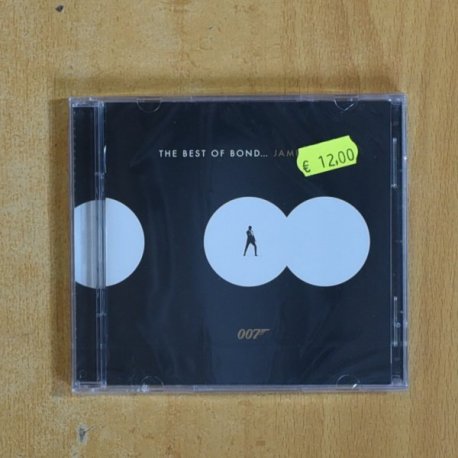 THE BEST OF BOND... JAM
€ 12,00
007